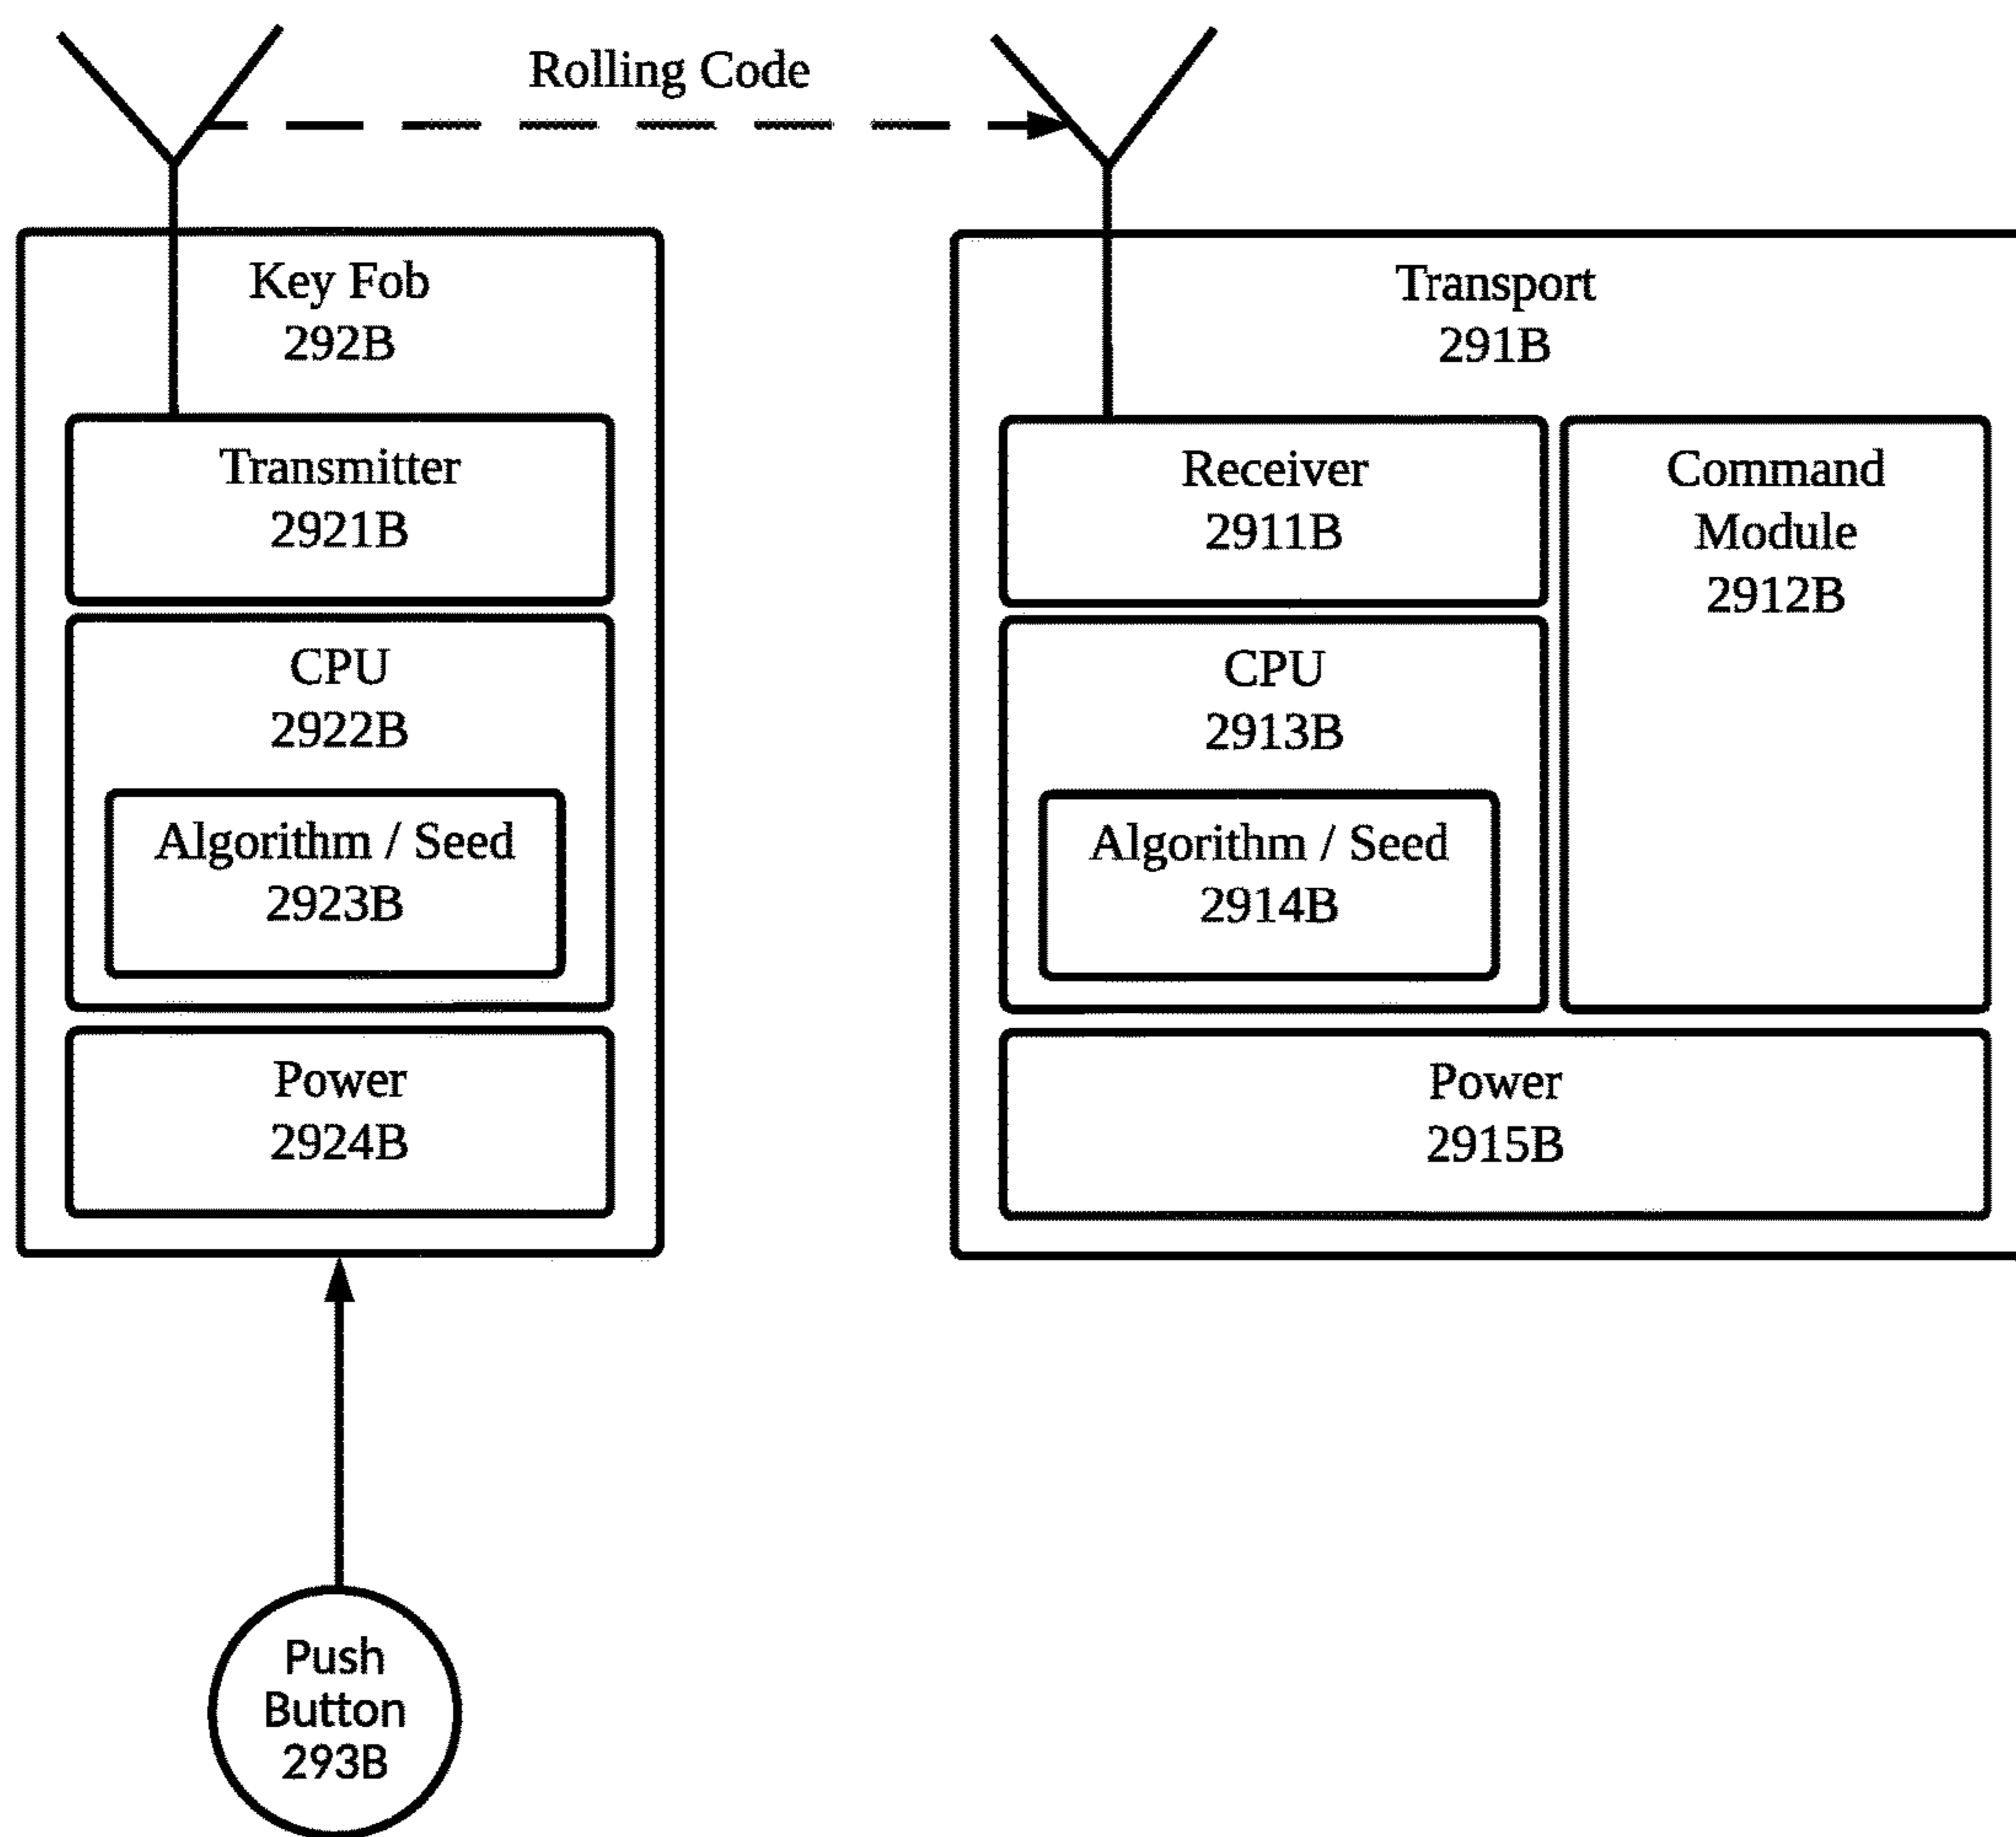 Rolling Code
Key Fob
292B
Transmitter
2921B
CPU
2922B
Algorithm / Seed
2923B
Power
2924B
Push
Button
293B
Transport
291B
Receiver
2911B
Command
Module
2912B
CPU
2913B
Algorithm / Seed
2914B
Power
2915B